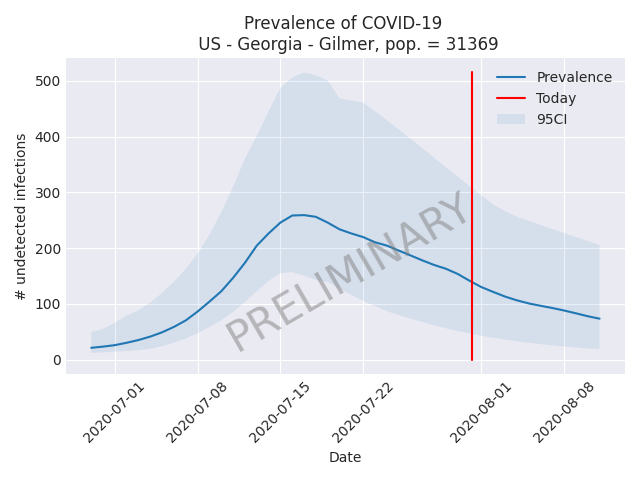 Prevalence of COVID-19
US - Georgia - Gilmer, pop. = 31369
Prevalence
Today
95CI
# undetected infections
500
400
300
200
100
0
PRELIMINARY
2020-07-01
2020-07-08
2020-07-15
2020-07-22
2020-08-01
2020-08-08
Date